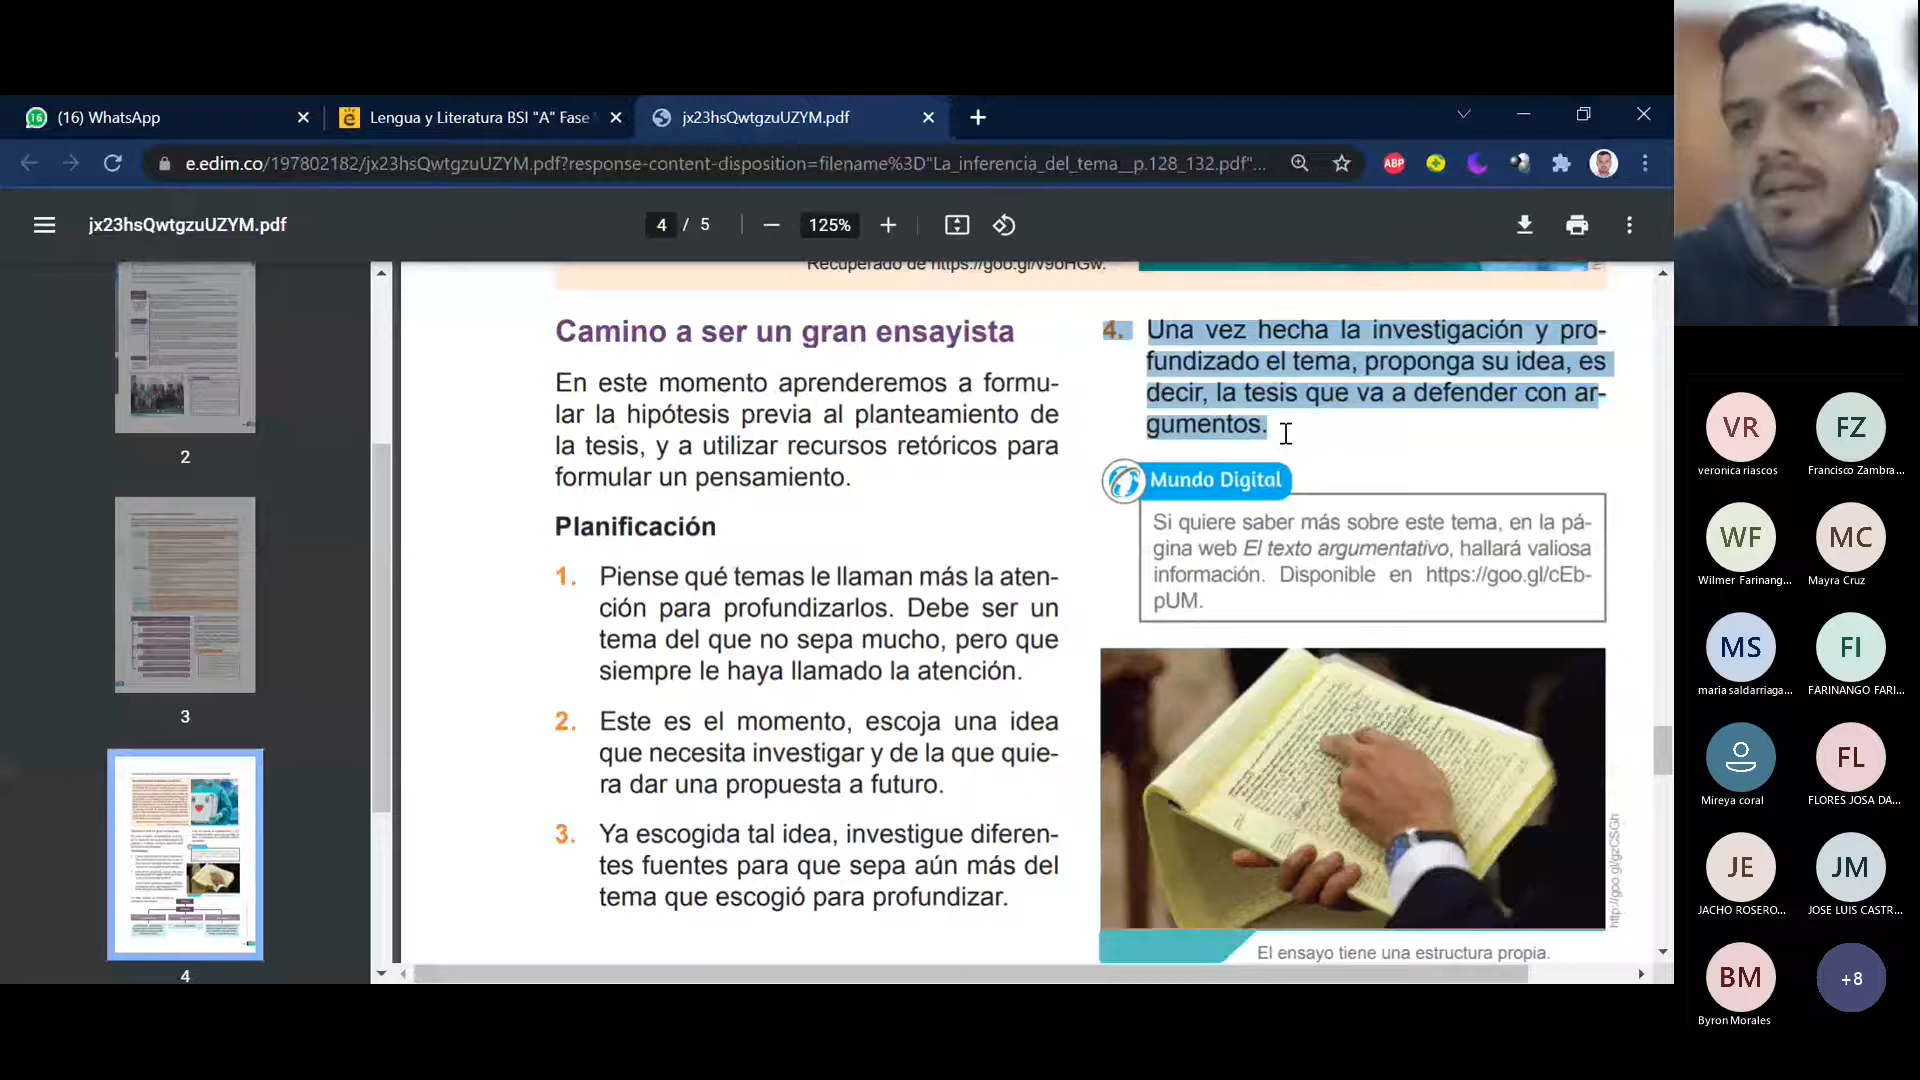 (16) WhatsApp
Lengua y Literatura BSI "A" Fase
jx23hsQwtgzuUZYM.pdf
e.edim.co/197802182/jx23hsQwtgzuUZYM.pdf?response-content-disposition=filename%3D"La_inferencia_del_tema__p.128_132.pdf"...
ABP
jx23hsQwtgzuUZYM.pdf
4 / 5
125%
2
3
4
Recuperado de https://goo.gl/v9oHGw.
Camino a ser un gran ensayista
En este momento aprenderemos a formu-
lar la hipótesis previa al planteamiento de
la tesis, y a utilizar recursos retóricos para
formular un pensamiento.
Planificación
1. Piense qué temas le llaman más la aten-
ción para profundizarlos. Debe ser un
tema del que no sepa mucho, pero que
siempre le haya llamado la atención.
2. Este es el momento, escoja una idea
que necesita investigar y de la que quie-
ra dar una propuesta a futuro.
3. Ya escogida tal idea, investigue diferen-
tes fuentes para que sepa aún más del
tema que escogió para profundizar.
4. Una vez hecha la investigación y pro-
fundizado el tema, proponga su idea, es
decir, la tesis que va a defender con ar-
gumentos.
Mundo Digital
Si quiere saber más sobre este tema, en la pá-
gina web El texto argumentativo, hallará valiosa
información. Disponible en https://goo.gl/cEb-
pUM.
http://goo.gl/gzCSGh
El ensayo tiene una estructura propia.
VR
veronica riascos
FZ
Francisco Zambra...
WF
Wilmer Farinang...
MC
Mayra Cruz
MS
maria saldarriaga...
FI
FARINANGO FARI...
Mireya coral
FL
FLORES JOSA DA...
JE
JACHO ROSERO...
JM
JOSE LUIS CASTR...
BM
Byron Morales
+8